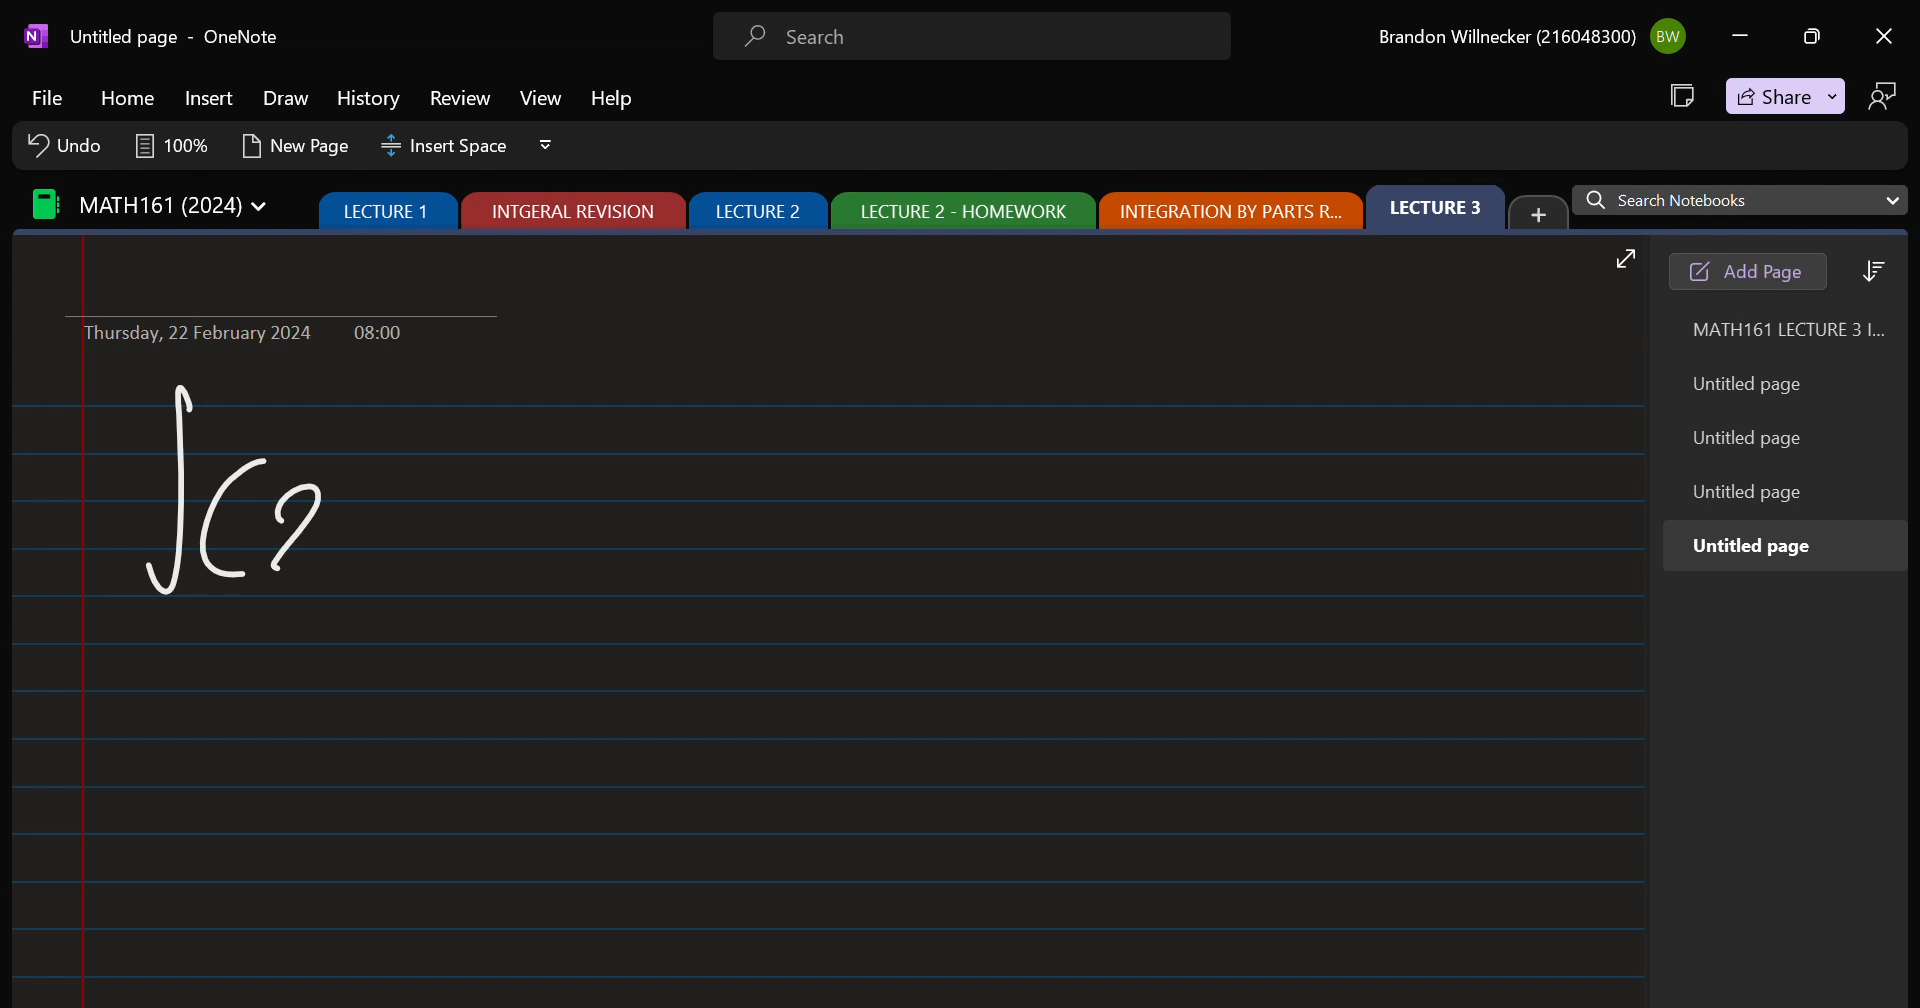 Untitled page - OneNote
Search
Brandon Willnecker (216048300) BW
File Home Insert Draw History Review View Help
Share
Undo 100% New Page Insert Space
MATH161 (2024)
LECTURE 1 INTGERAL REVISION LECTURE 2 LECTURE 2 - HOMEWORK INTEGRATION BY PARTS R... LECTURE 3 +
Search Notebooks
Add Page
Thursday, 22 February 2024 08:00
∫(?
MATH161 LECTURE 3 I...
Untitled page
Untitled page
Untitled page
Untitled page